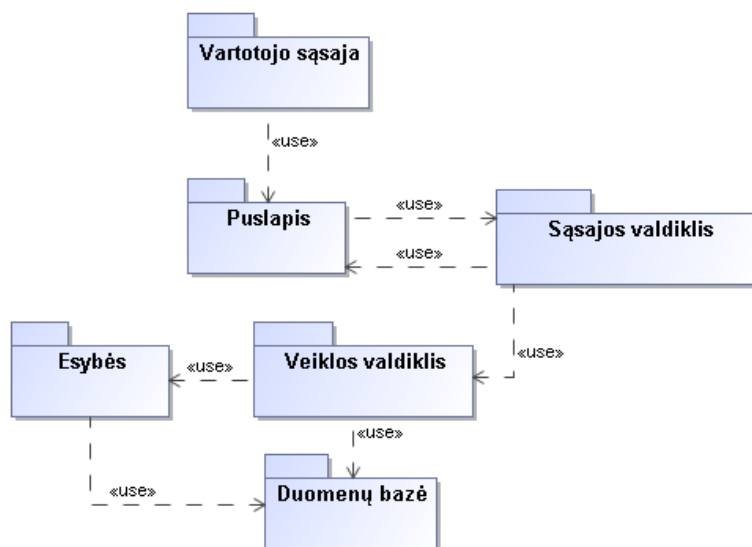 Vartotojo sąsaja
«use»
Puslapis
«use»
«use»
Sąsajos valdiklis
«use»
Esybės
«use»
Veiklos valdiklis
«use»
«use»
Duomenų bazė